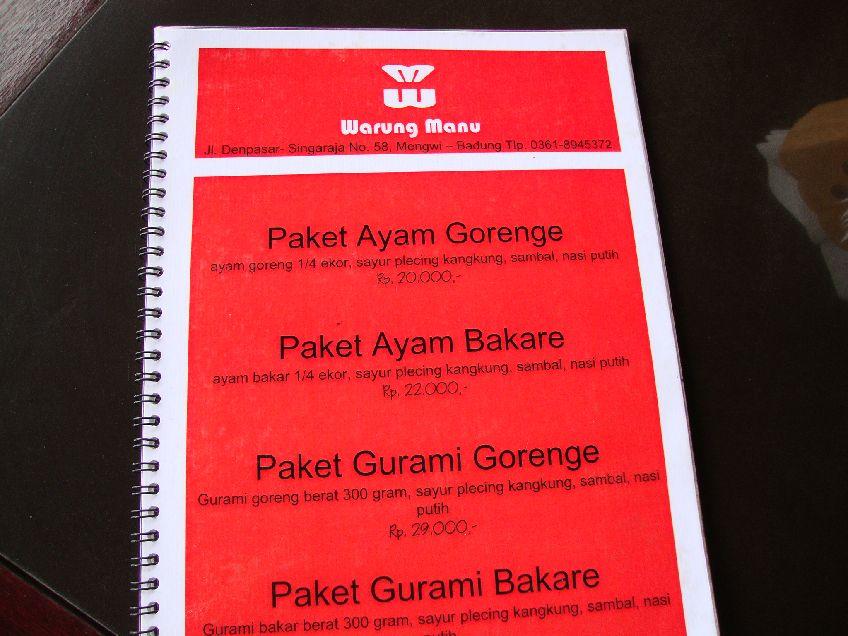 Warung Manu
Jl. Denpasar- Singaraja No. 58, Mengwi – Badung Tlp. 0361-8945372
Paket Ayam Gorenge
ayam goreng 1/4 ekor, sayur plecing kangkung, sambal, nasi putih
Rp. 20.000,-
Paket Ayam Bakare
ayam bakar 1/4 ekor, sayur plecing kangkung, sambal, nasi putih
Rp. 22.000,-
Paket Gurami Gorenge
Gurami goreng berat 300 gram, sayur plecing kangkung, sambal, nasi
putih
Rp. 29.000,-
Paket Gurami Bakare
Gurami bakar berat 300 gram, sayur plecing kangkung, sambal, nasi
putih